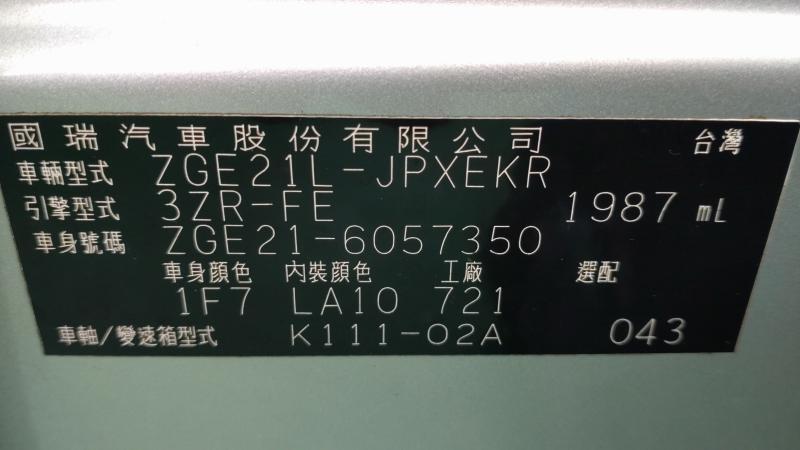 國瑞汽車股份有限公司 台灣
車輛型式 ZGE21L-JPXEKR
引擎型式 3ZR-FE 1987 mL
車身號碼 ZGE21-6057350
車身顏色 內裝顏色 工廠 選配
1F7 LA10 721
車軸/變速箱型式 K111-02A 043